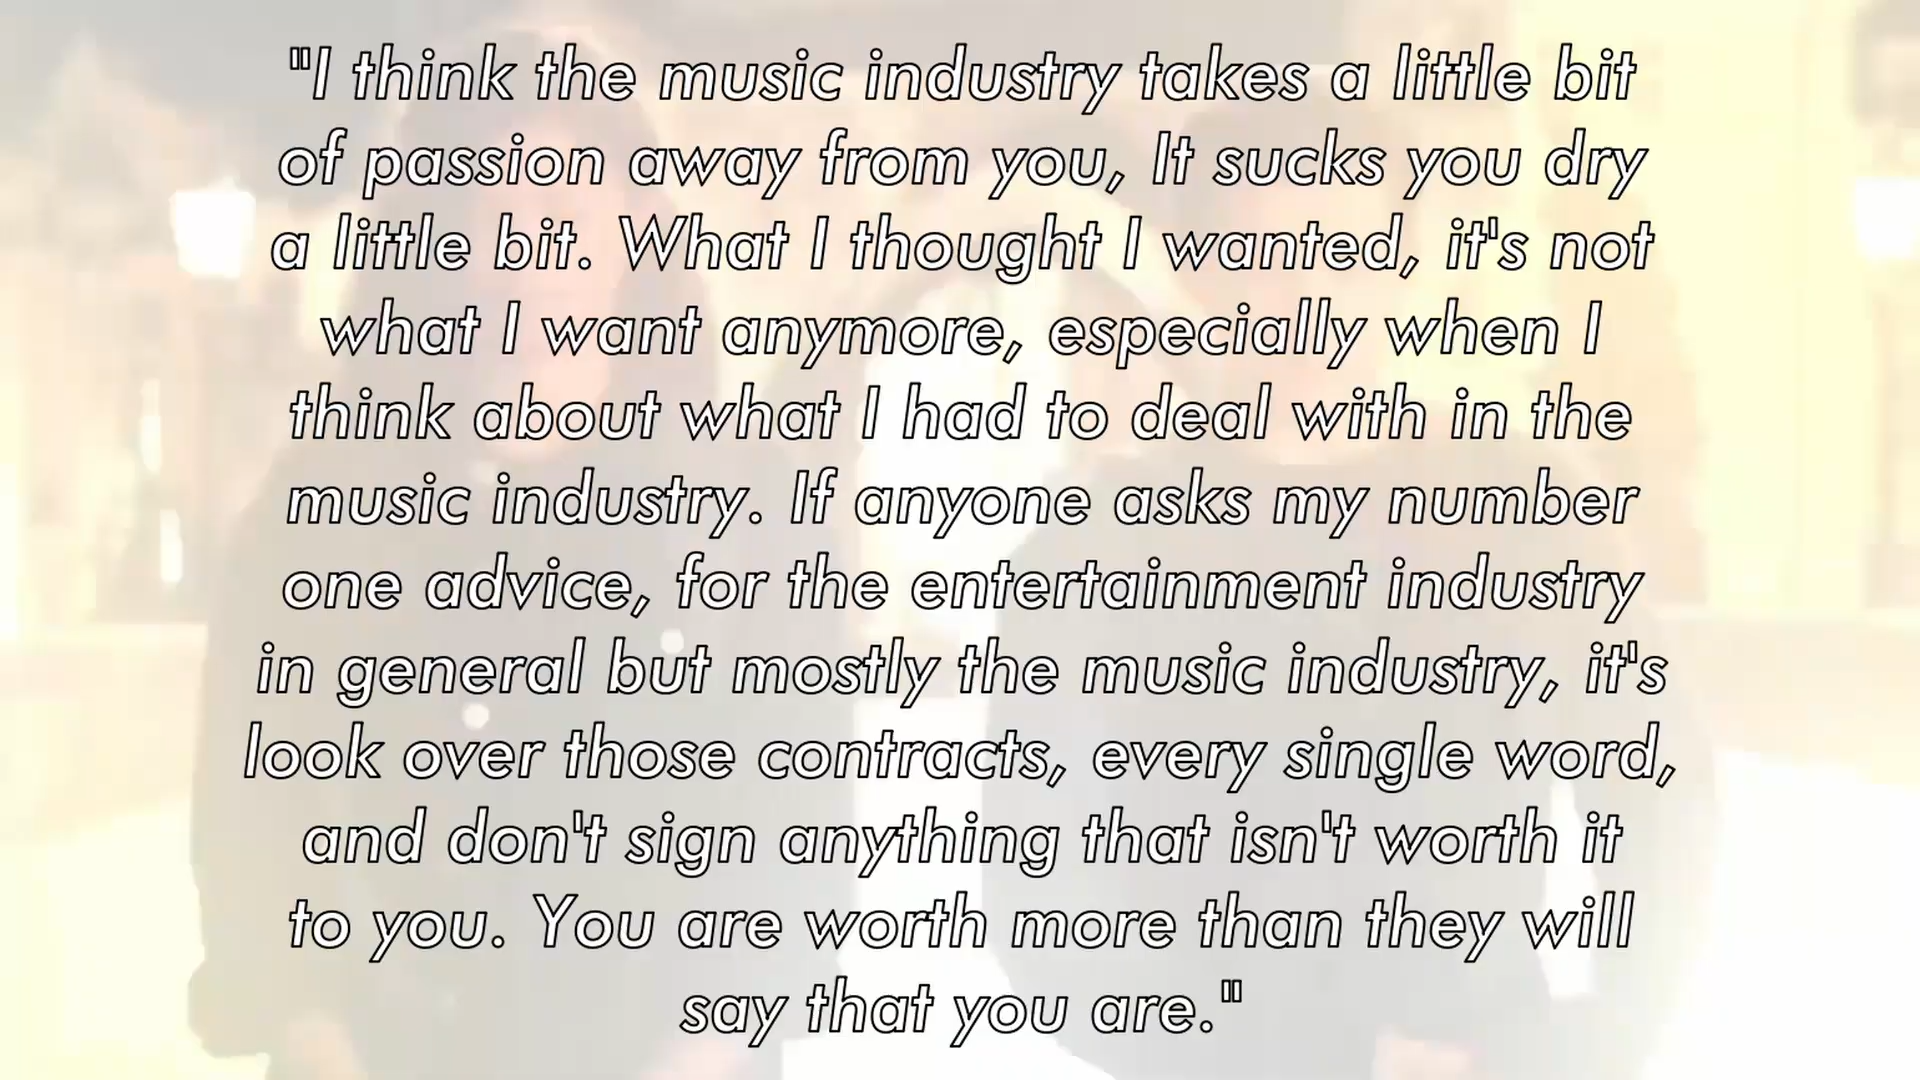 "I think the music industry takes a little bit
of passion away from you, It sucks you dry
a little bit. What I thought I wanted, it's not
what I want anymore, especially when I
think about what I had to deal with in the
music industry. If anyone asks my number
one advice, for the entertainment industry
in general but mostly the music industry, it's
look over those contracts, every single word,
and don't sign anything that isn't worth it
to you. You are worth more than they will
say that you are."